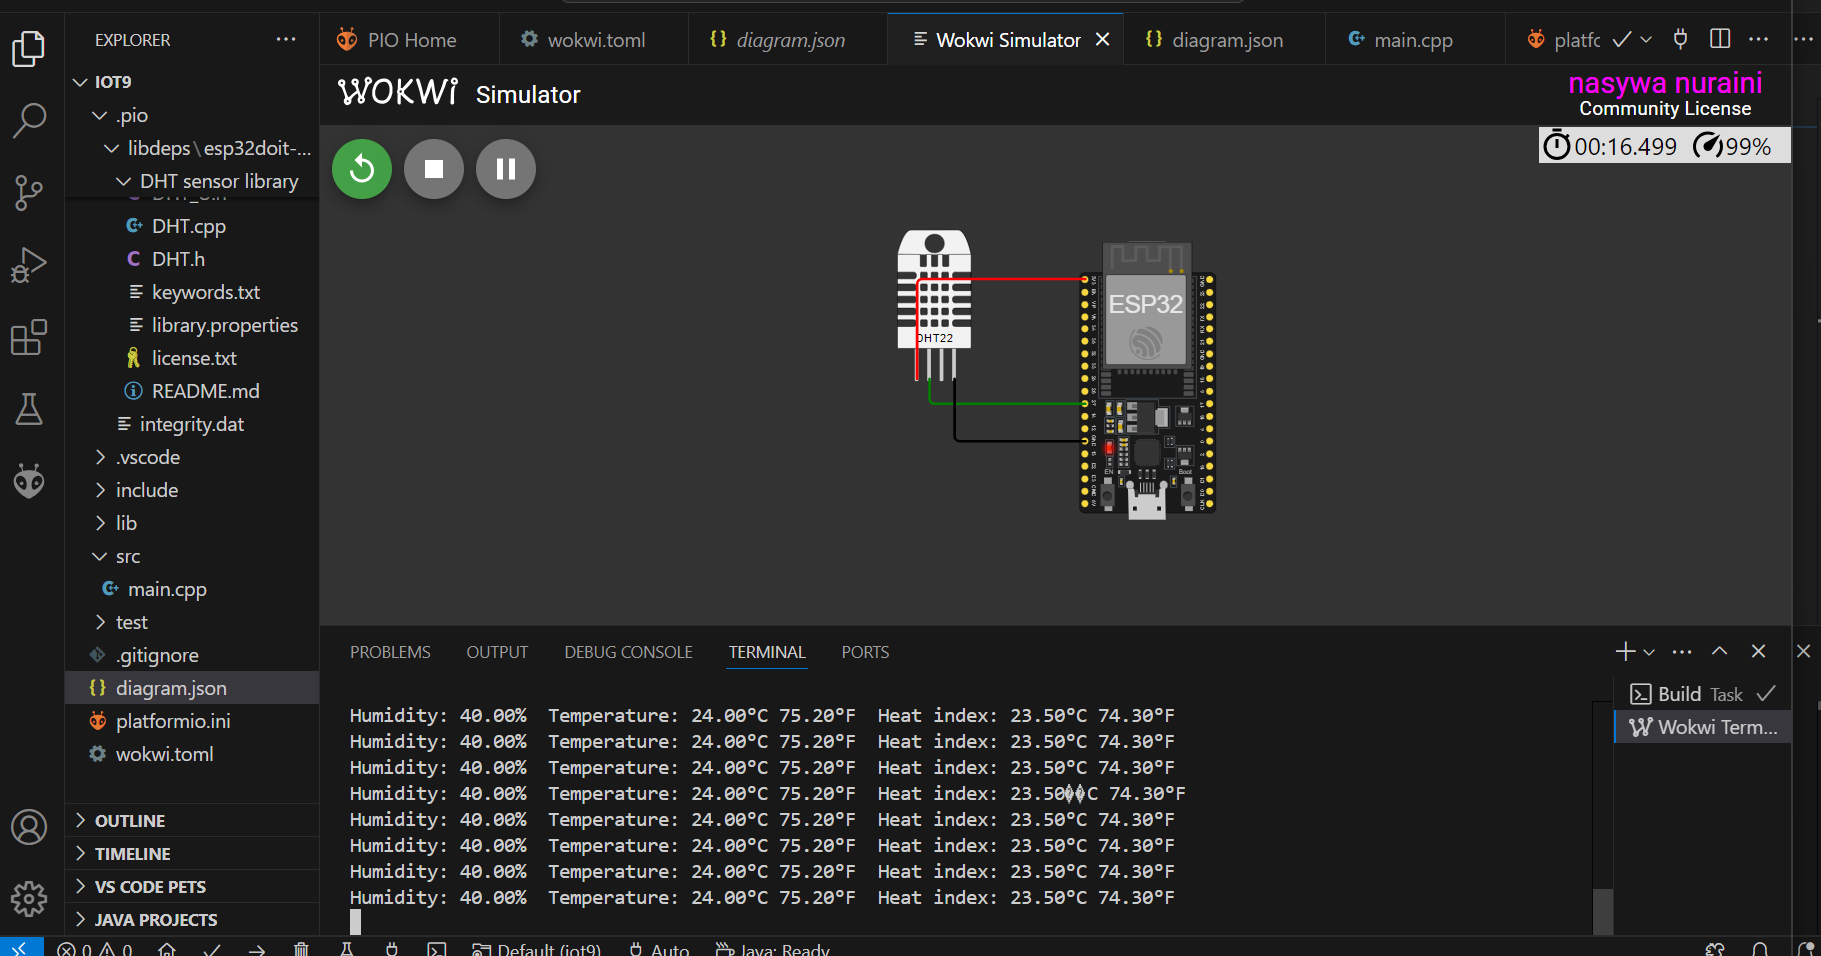 EXPLORER
IOT9
.pio
libdeps\esp32doit-...
DHT sensor library
DHT_U.h
DHT.cpp
DHT.h
keywords.txt
library.properties
license.txt
README.md
integrity.dat
.vscode
include
lib
src
main.cpp
test
.gitignore
diagram.json
platformio.ini
wokwi.toml
OUTLINE
TIMELINE
VS CODE PETS
JAVA PROJECTS
PIO Home
wokwi.toml
diagram.json
Wokwi Simulator
diagram.json
main.cpp
platfc
WOKWi Simulator
nasywa nuraini
Community License
00:16.499 99%
DHT22
ESP32
EN
Boot
PROBLEMS OUTPUT DEBUG CONSOLE TERMINAL PORTS
Build Task
Wokwi Term...
Humidity: 40.00% Temperature: 24.00°C 75.20°F Heat index: 23.50°C 74.30°F
Humidity: 40.00% Temperature: 24.00°C 75.20°F Heat index: 23.50°C 74.30°F
Humidity: 40.00% Temperature: 24.00°C 75.20°F Heat index: 23.50°C 74.30°F
Humidity: 40.00% Temperature: 24.00°C 75.20°F Heat index: 23.50��C 74.30°F
Humidity: 40.00% Temperature: 24.00°C 75.20°F Heat index: 23.50°C 74.30°F
Humidity: 40.00% Temperature: 24.00°C 75.20°F Heat index: 23.50°C 74.30°F
Humidity: 40.00% Temperature: 24.00°C 75.20°F Heat index: 23.50°C 74.30°F
Humidity: 40.00% Temperature: 24.00°C 75.20°F Heat index: 23.50°C 74.30°F
0 0 Default (iot9) Auto Java: Ready